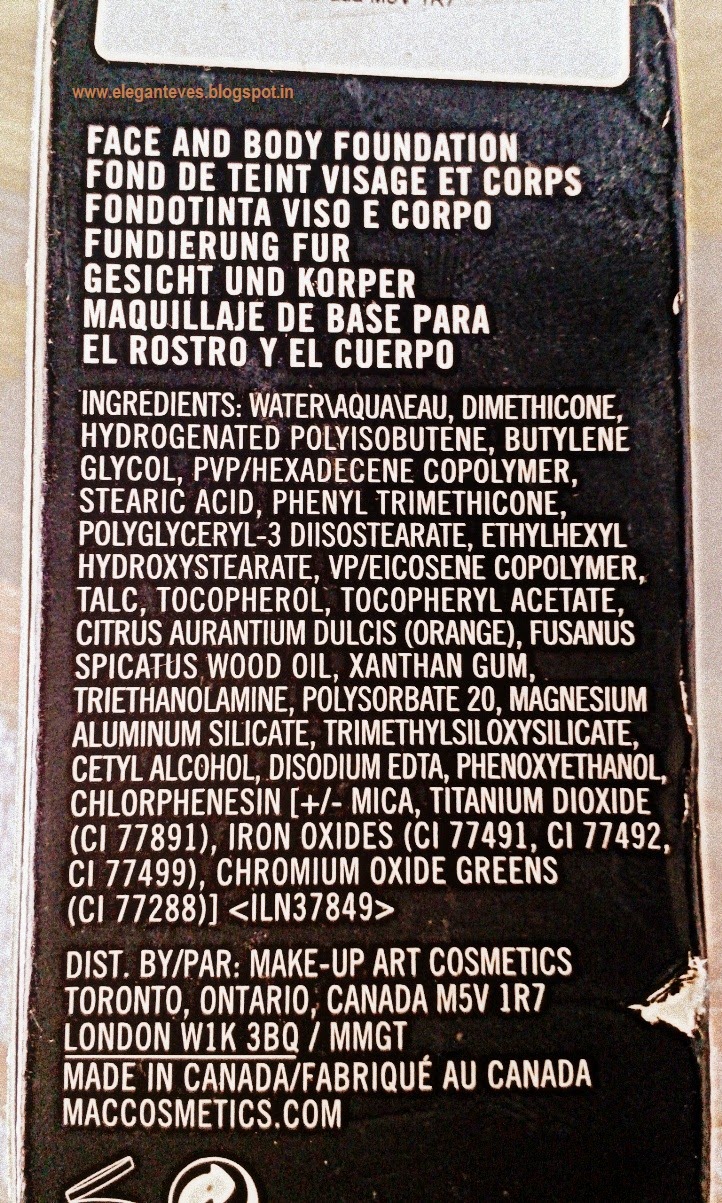 M5V 1R7
www.eleganteves.blogspot.in
FACE AND BODY FOUNDATION
FOND DE TEINT VISAGE ET CORPS
FONDOTINTA VISO E CORPO
FUNDIERUNG FUR
GESICHT UND KORPER
MAQUILLAJE DE BASE PARA
EL ROSTRO Y EL CUERPO
INGREDIENTS: WATER\AQUA\EAU, DIMETHICONE,
HYDROGENATED POLYISOBUTENE, BUTYLENE
GLYCOL, PVP/HEXADECENE COPOLYMER,
STEARIC ACID, PHENYL TRIMETHICONE,
POLYGLYCERYL-3 DIISOSTEARATE, ETHYLHEXYL
HYDROXYSTEARATE, VP/EICOSENE COPOLYMER,
TALC, TOCOPHEROL, TOCOPHERYL ACETATE,
CITRUS AURANTIUM DULCIS (ORANGE), FUSANUS
SPICATUS WOOD OIL, XANTHAN GUM,
TRIETHANOLAMINE, POLYSORBATE 20, MAGNESIUM
ALUMINUM SILICATE, TRIMETHYLSILOXYSILICATE,
CETYL ALCOHOL, DISODIUM EDTA, PHENOXYETHANOL,
CHLORPHENESIN [+/- MICA, TITANIUM DIOXIDE
(CI 77891), IRON OXIDES (CI 77491, CI 77492,
CI 77499), CHROMIUM OXIDE GREENS
(CI 77288)] <ILN37849>
DIST. BY/PAR: MAKE-UP ART COSMETICS
TORONTO, ONTARIO, CANADA M5V 1R7
LONDON W1K 3BQ / MMGT
MADE IN CANADA/FABRIQUÉ AU CANADA
MACCOSMETICS.COM